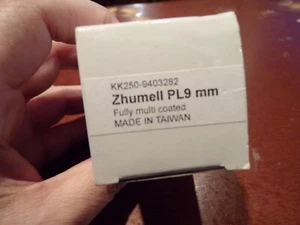 KK250-9403282
Zhumell PL9 mm
Fully multi coated
MADE IN TAIWAN